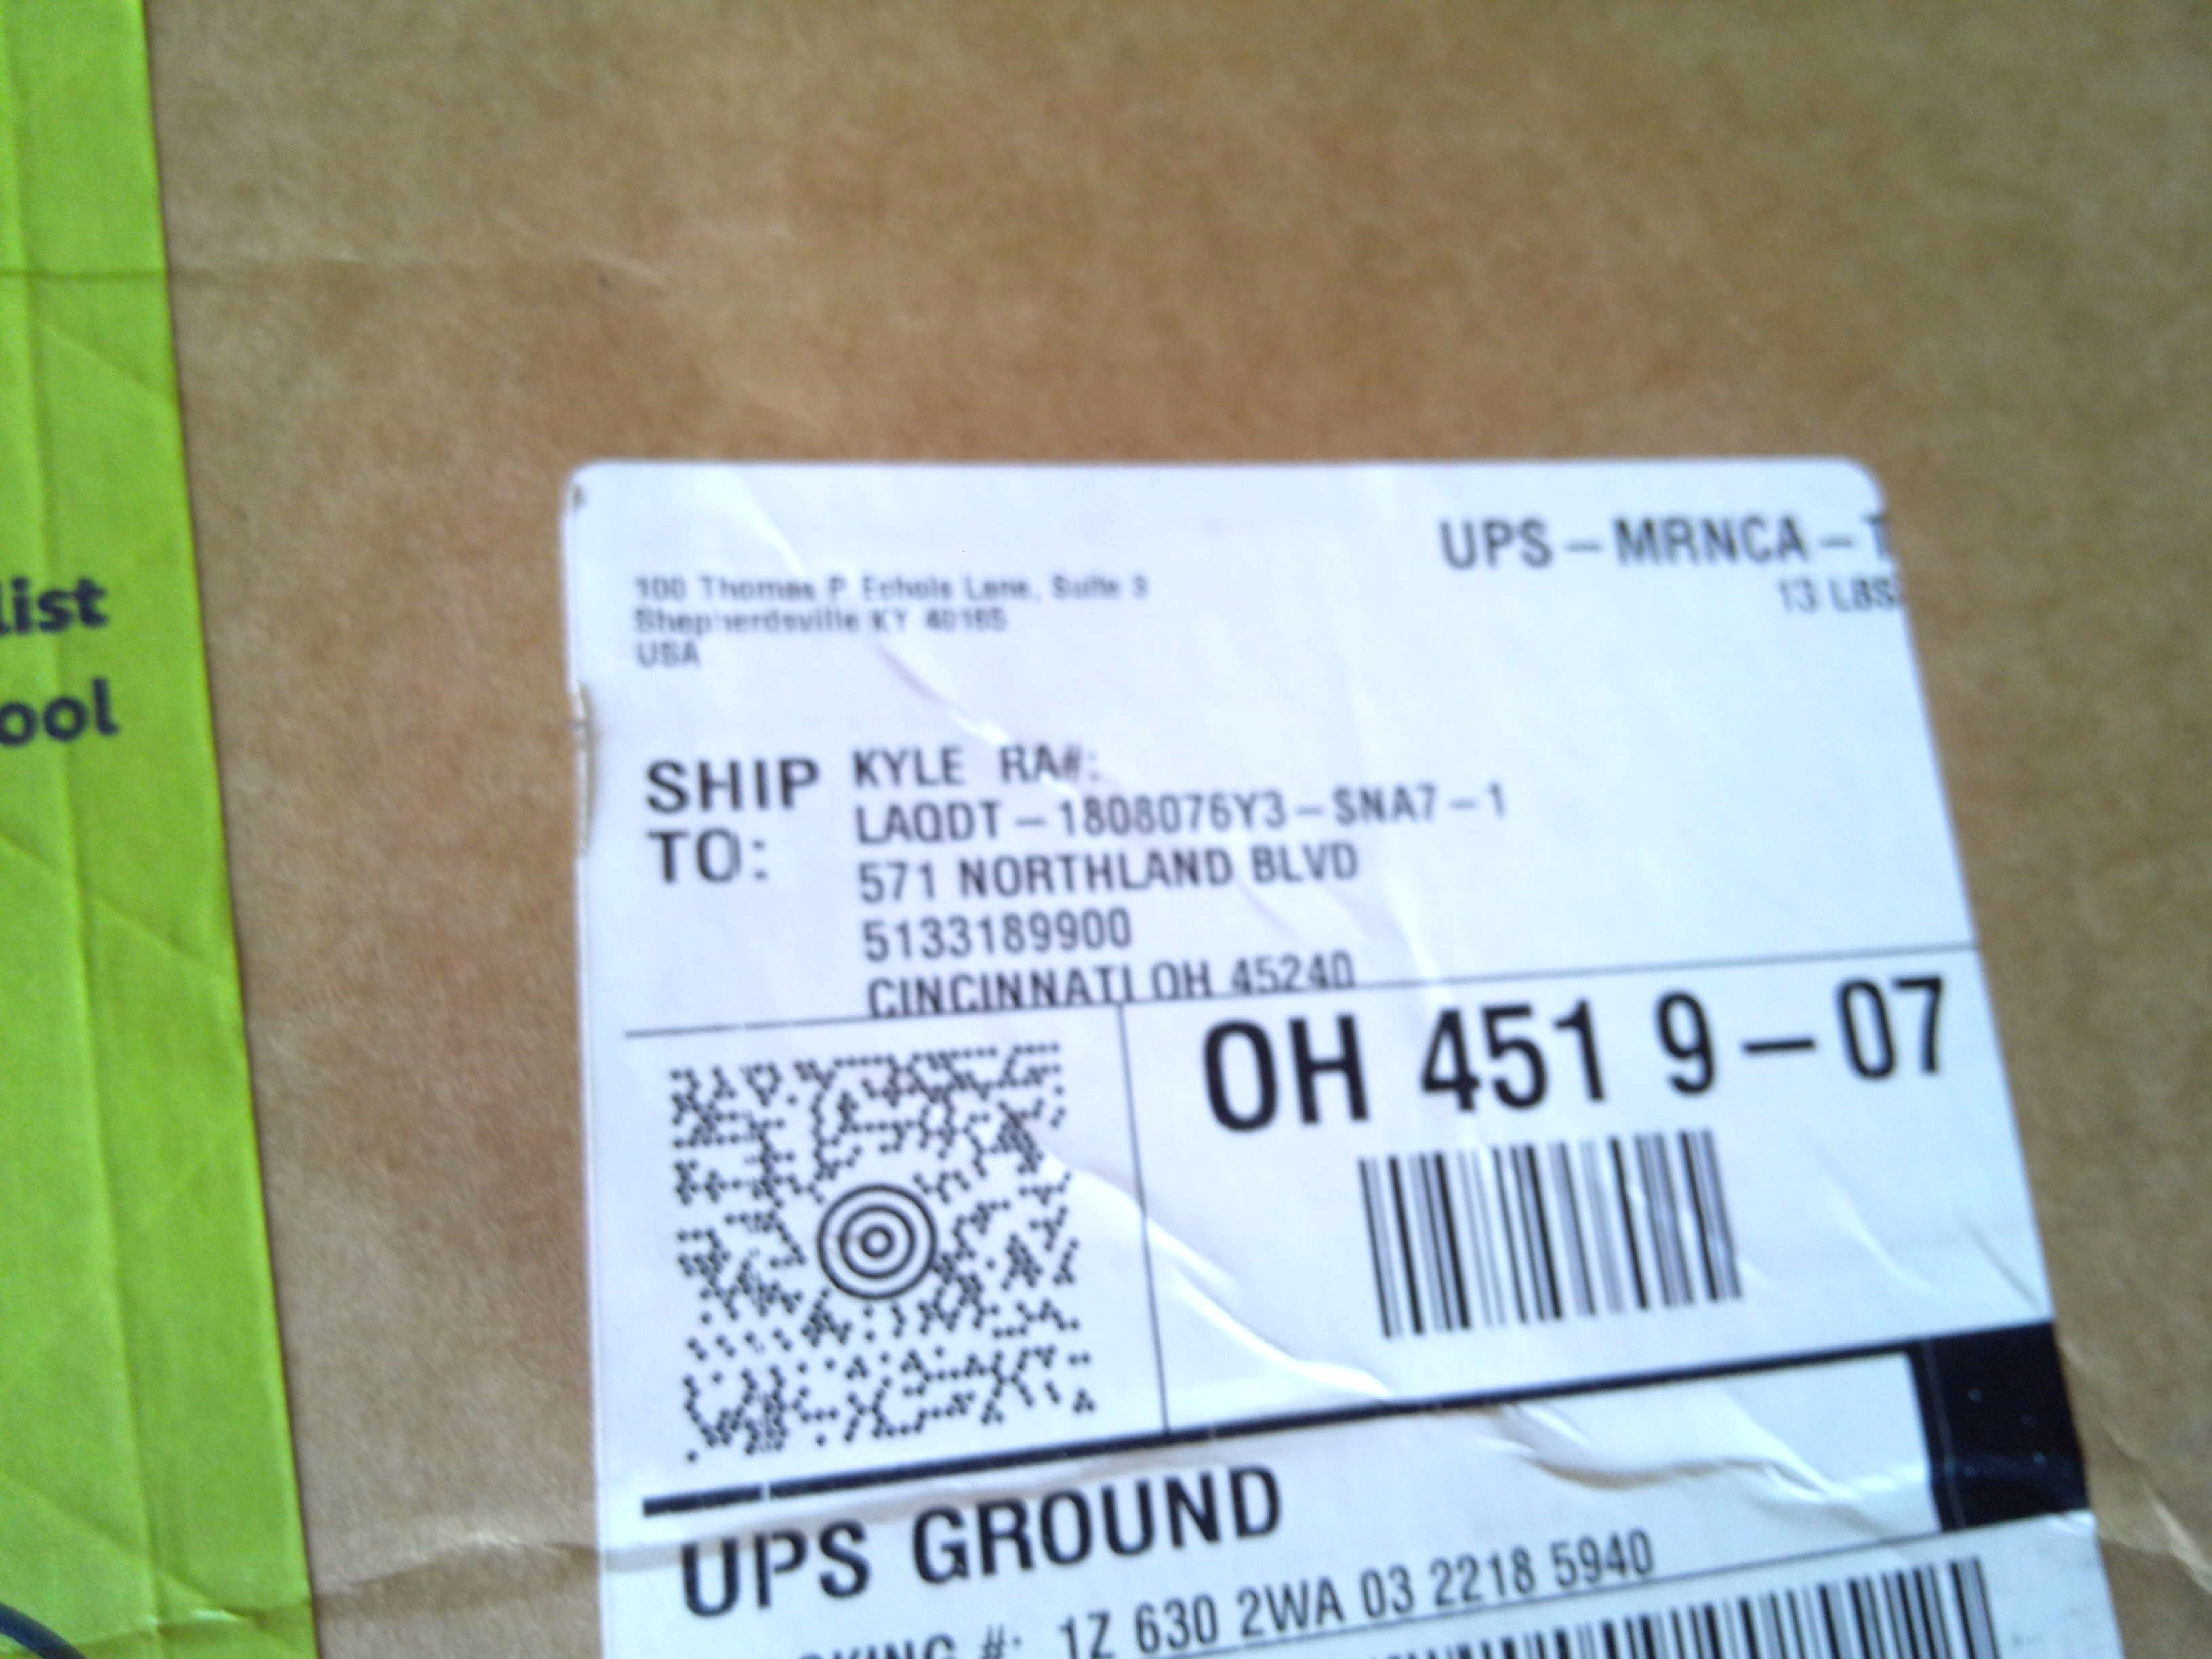 list
ool
UPS – MRNCA – T
13 LBS
100 Thomas P Echols Lane, Suite 3
Shepherdsville KY 40165
USA
SHIP TO:
KYLE RA#:
LAQDT – 1808076Y3 – SNA7 – 1
571 NORTHLAND BLVD
5133189900
CINCINNATI OH 45240
OH 451 9 – 07
UPS GROUND
KING #: 1Z 630 2WA 03 2218 5940